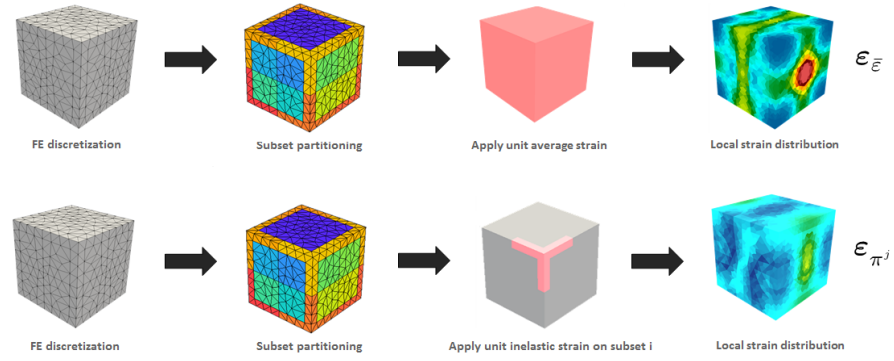 ε_ε̄
FE discretization
Subset partitioning
Apply unit average strain
Local strain distribution
ε_π^j
FE discretization
Subset partitioning
Apply unit inelastic strain on subset i
Local strain distribution